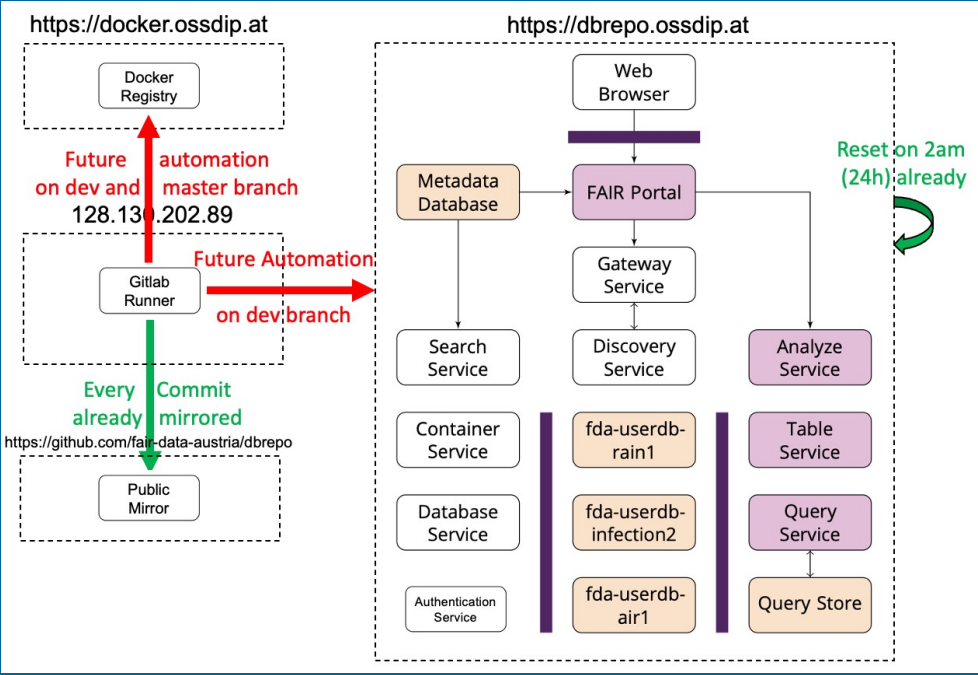 https://docker.ossdip.at
Docker
Registry
Future automation
on dev and master branch
128.130.202.89
Gitlab
Runner
Future Automation
on dev branch
Every Commit
already mirrored
https://github.com/fair-data-austria/dbrepo
Public
Mirror
https://dbrepo.ossdip.at
Web
Browser
Metadata
Database
FAIR Portal
Gateway
Service
Search
Service
Discovery
Service
Analyze
Service
Container
Service
fda-userdb-
rain1
Table
Service
Database
Service
fda-userdb-
infection2
Query
Service
Authentication
Service
fda-userdb-
air1
Query Store
Reset on 2am
(24h) already